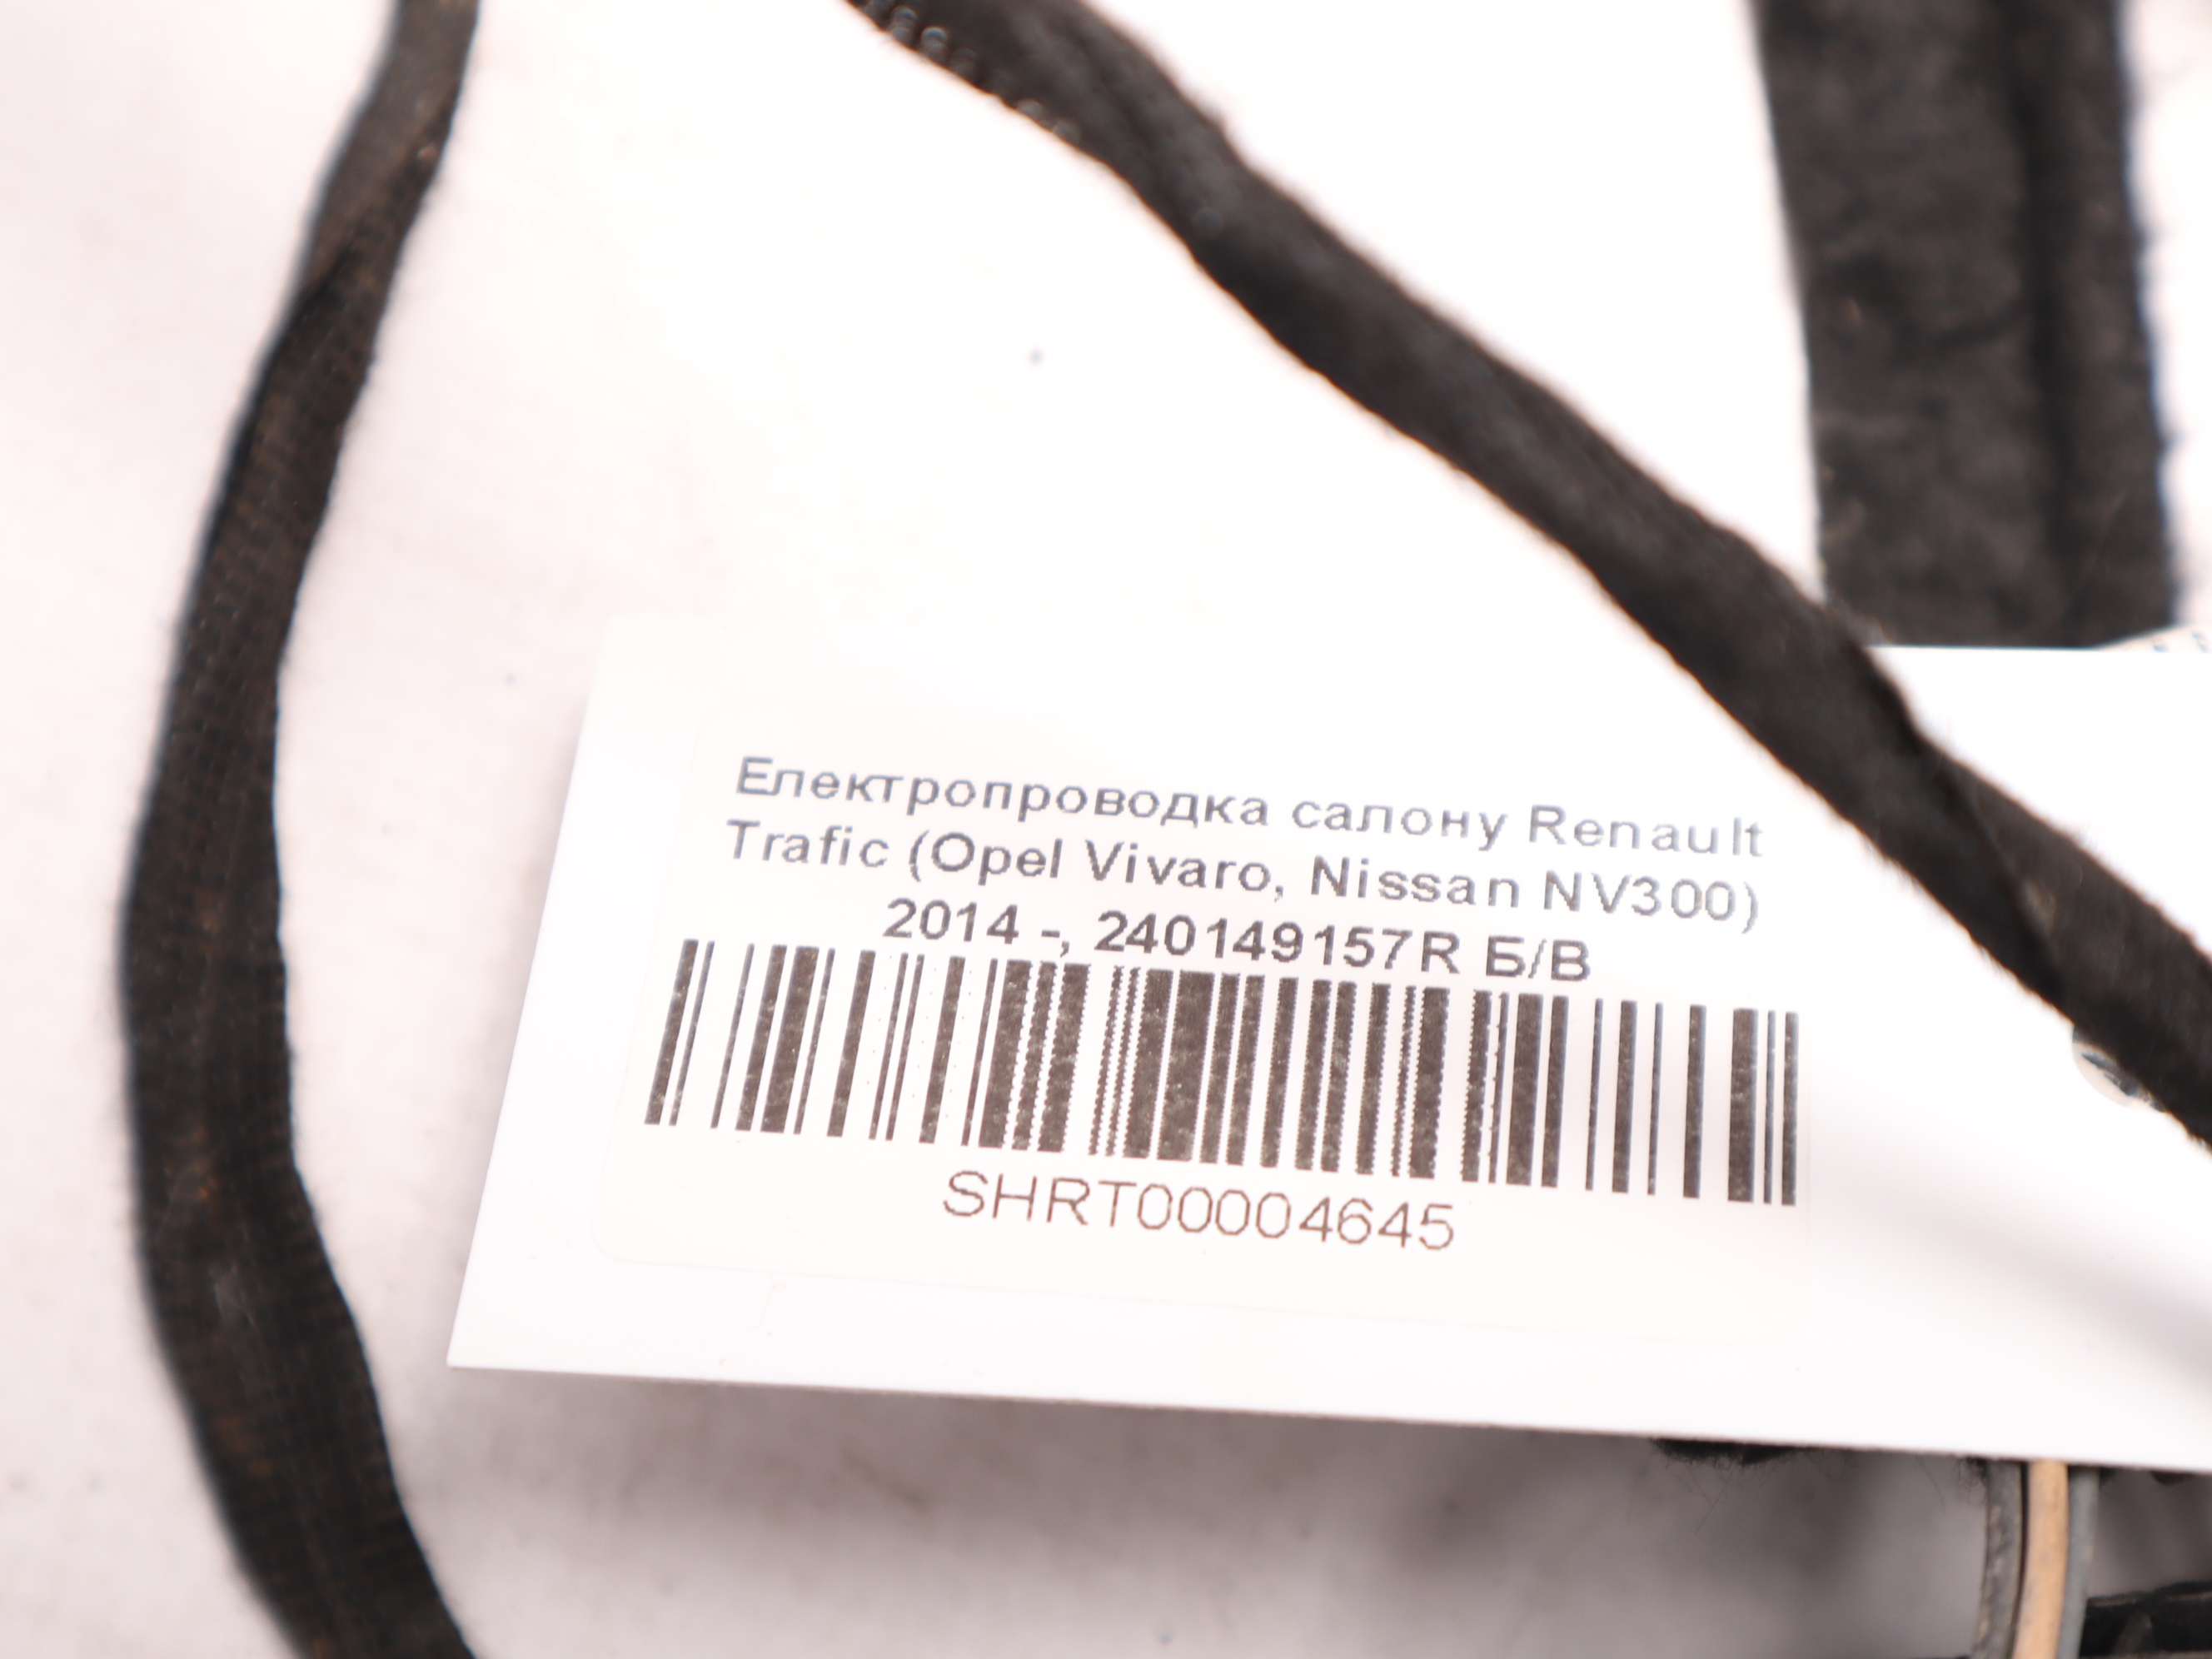 Електропроводка салону Renault
Trafic (Opel Vivaro, Nissan NV300)
2014 -, 240149157R Б/В
SHRT00004645